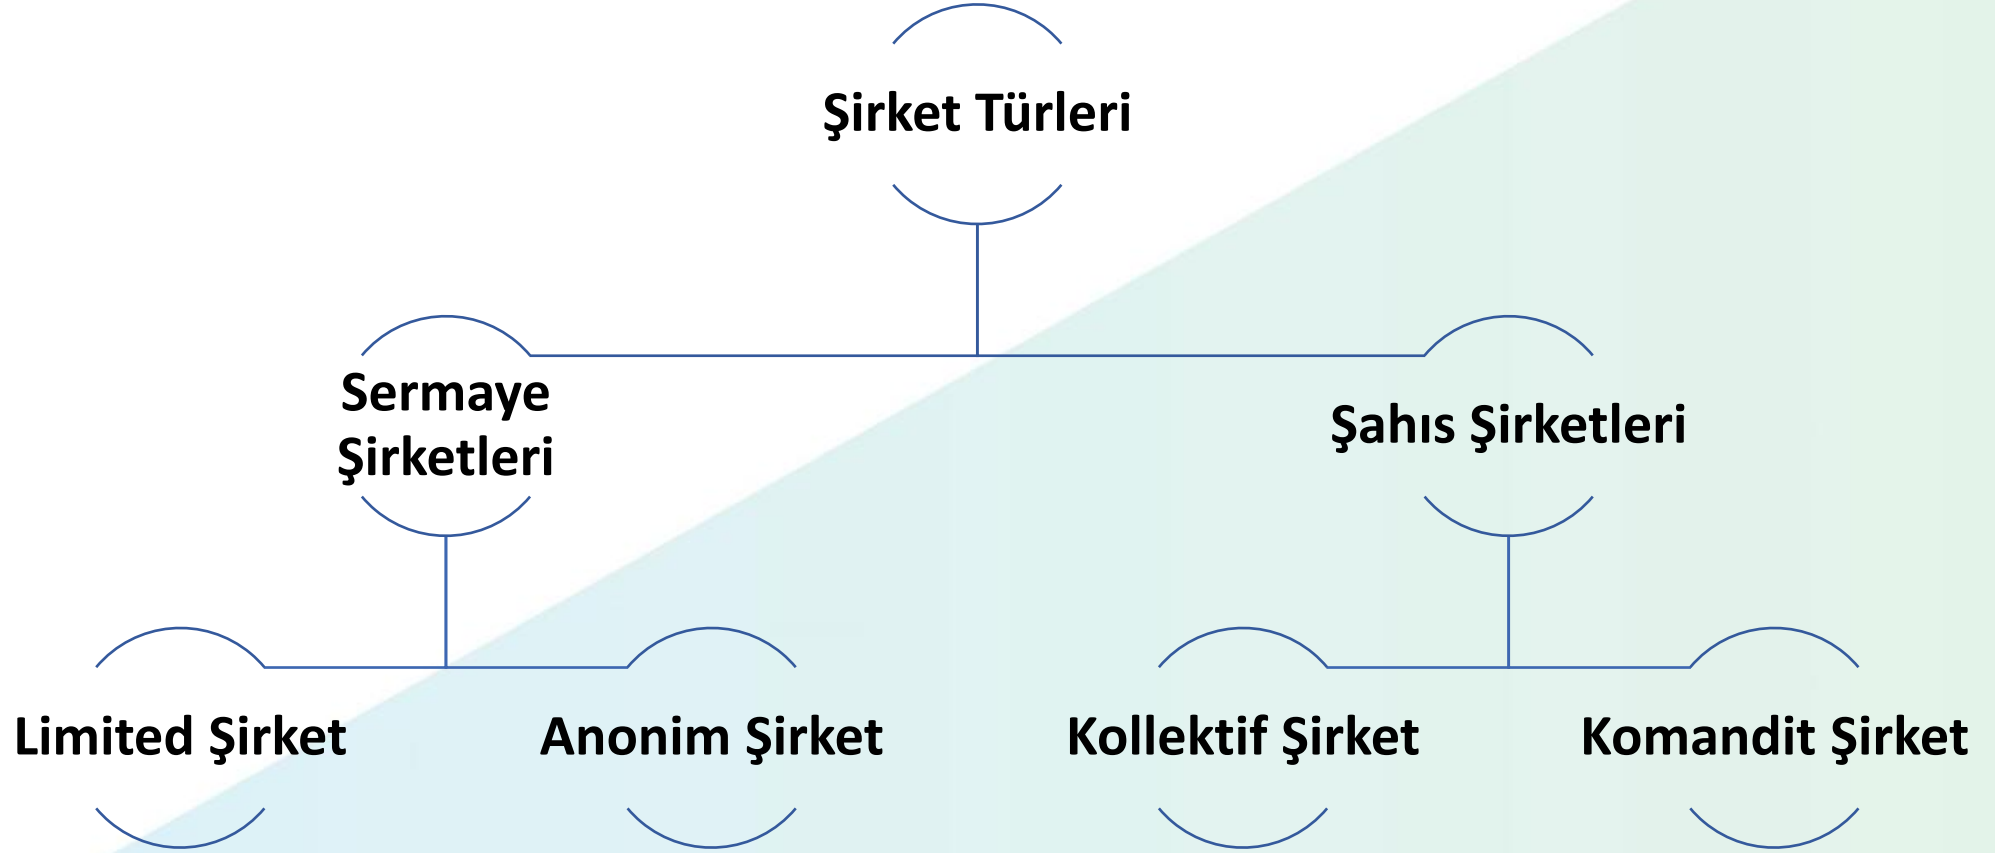 Şirket Türleri
Sermaye
Şirketleri
Şahıs Şirketleri
Limited Şirket
Anonim Şirket
Kollektif Şirket
Komandit Şirket